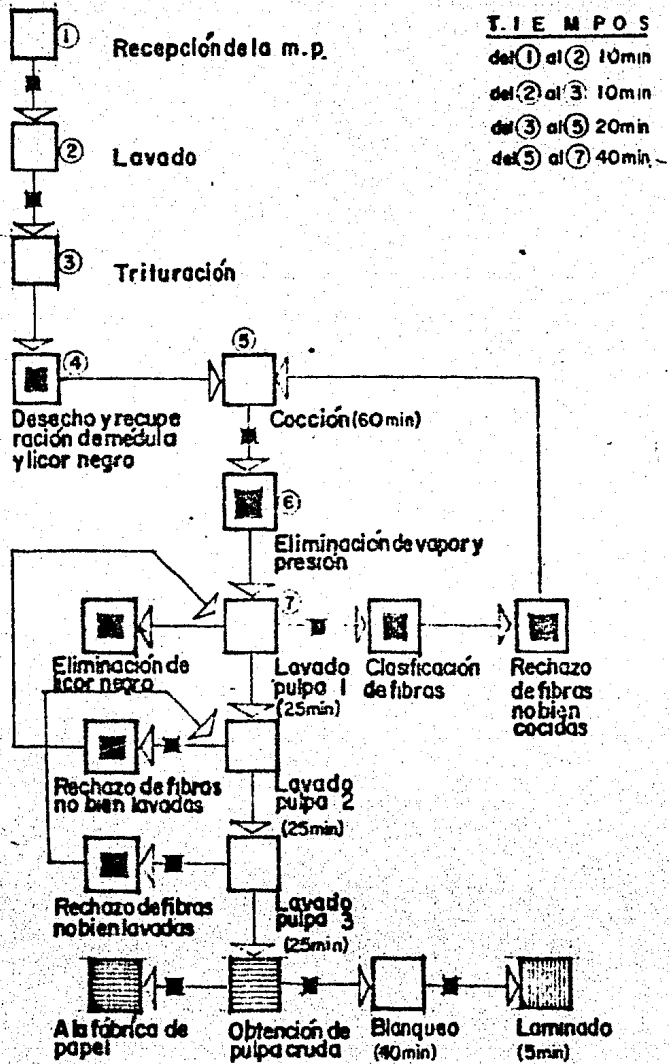 ① Recepción de la m.p.
② Lavado
③ Trituración
T.I E M P O S
del ① al ② 10min
del ② al ③ 10min
del ③ al ⑤ 20min
del ⑤ al ⑦ 40min
④
Desecho y recupe
ración de médula
y licor negro
⑤
Cocción (60 min)
⑥
Eliminación de vapor y
presión
⑦
Eliminación de
licor negro
Lavado
pulpa 1
(25min)
Clasificación
de fibras
Rechazo
de fibras
no bien
cocidas
Rechazo de fibras
no bien lavadas
Lavado
pulpa 2
(25min)
Rechazo de fibras
no bien lavadas
Lavado
pulpa 3
(25min)
A la fábrica de
papel
Obtención de
pulpa cruda
Blanqueo
(40min)
Laminado
(5min)